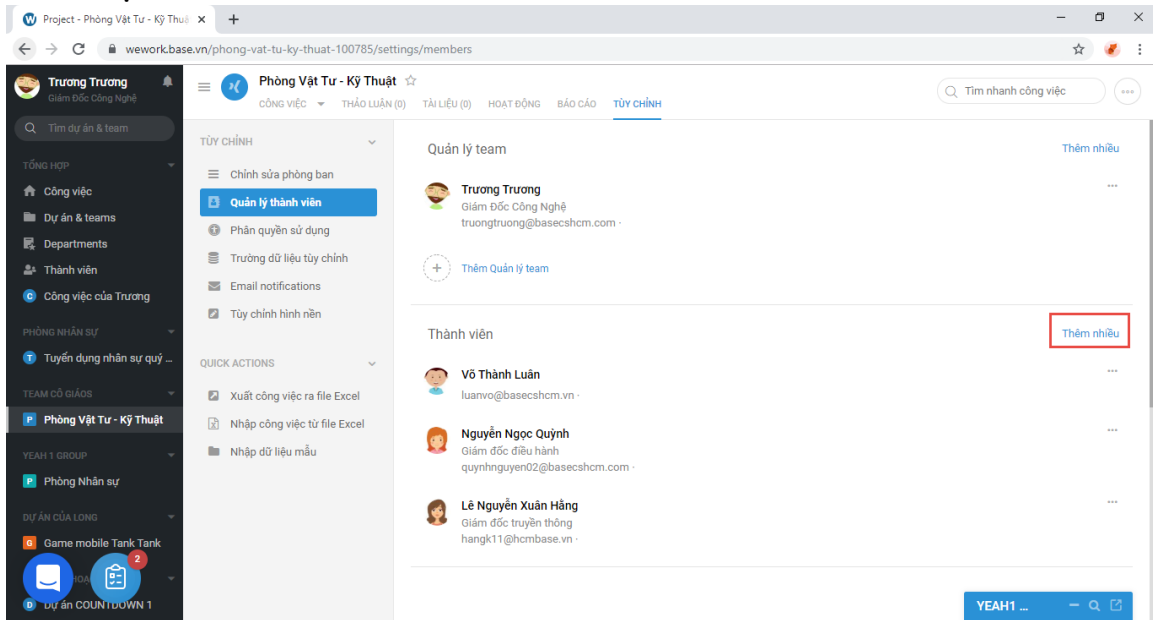 Project - Phòng Vật Tư - Kỹ Thuậ
wework.base.vn/phong-vat-tu-ky-thuat-100785/settings/members
Trương Trương
Giám Đốc Công Nghệ
Tìm dự án & team
TỔNG HỢP
Công việc
Dự án & teams
Departments
Thành viên
C Công việc của Trương
PHÒNG NHÂN SỰ
T Tuyển dụng nhân sự quý ...
TEAM CÔ GIÁOS
P Phòng Vật Tư - Kỹ Thuật
YEAH 1 GROUP
P Phòng Nhân sự
DỰ ÁN CỦA LONG
G Game mobile Tank Tank
2
D Dự án COUNTDOWN 1
Phòng Vật Tư - Kỹ Thuật
CÔNG VIỆC THẢO LUẬN (0) TÀI LIỆU (0) HOẠT ĐỘNG BÁO CÁO TÙY CHỈNH
Tìm nhanh công việc
TÙY CHỈNH
Chỉnh sửa phòng ban
Quản lý thành viên
Phân quyền sử dụng
Trường dữ liệu tùy chỉnh
Email notifications
Tùy chỉnh hình nền
QUICK ACTIONS
Xuất công việc ra file Excel
Nhập công việc từ file Excel
Nhập dữ liệu mẫu
Quản lý team
Thêm nhiều
Trương Trương
Giám Đốc Công Nghệ
truongtruong@basecshcm.com ·
Thêm Quản lý team
Thành viên
Thêm nhiều
Võ Thành Luân
luanvo@basecshcm.vn ·
Nguyễn Ngọc Quỳnh
Giám đốc điều hành
quynhnguyen02@basecshcm.com ·
Lê Nguyễn Xuân Hằng
Giám đốc truyền thông
hangk11@hcmbase.vn ·
YEAH1 ...